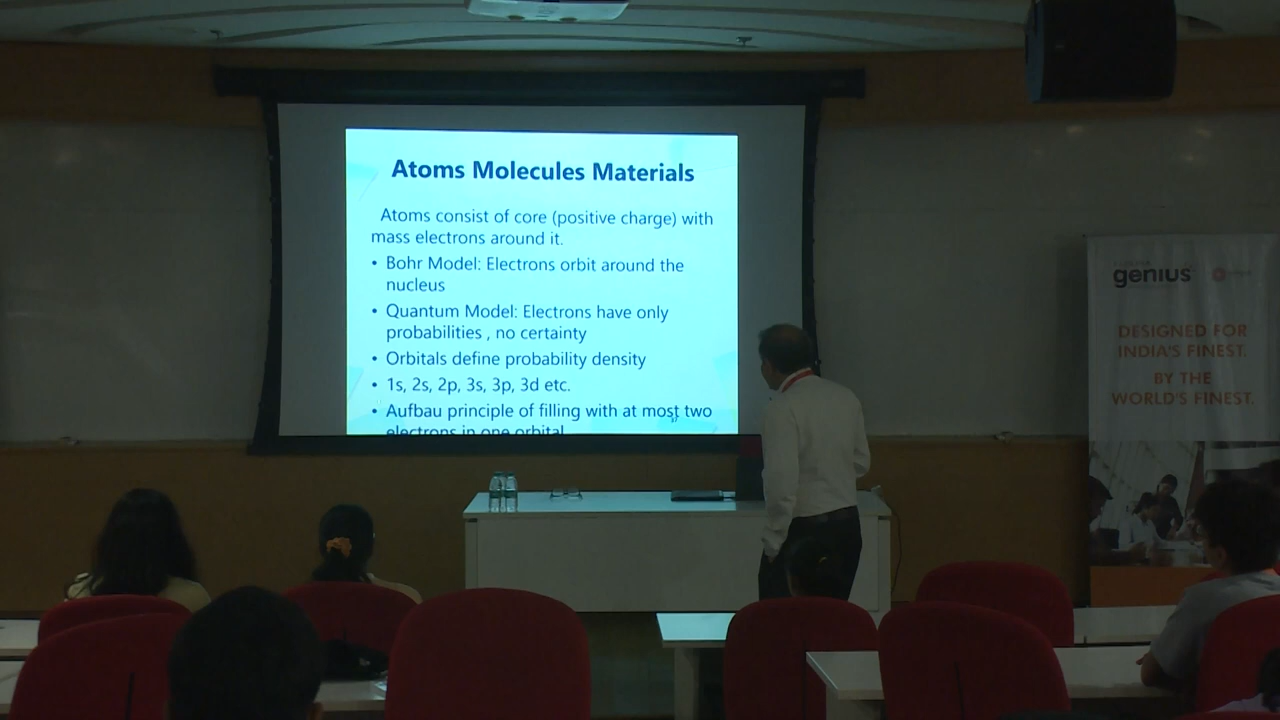 Atoms Molecules Materials
Atoms consist of core (positive charge) with
mass electrons around it.
• Bohr Model: Electrons orbit around the
nucleus
• Quantum Model: Electrons have only
probabilities , no certainty
• Orbitals define probability density
• 1s, 2s, 2p, 3s, 3p, 3d etc.
• Aufbau principle of filling with at most two
electrons in one orbital
genius
DESIGNED FOR
INDIA'S FINEST.
BY THE
WORLD'S FINEST.